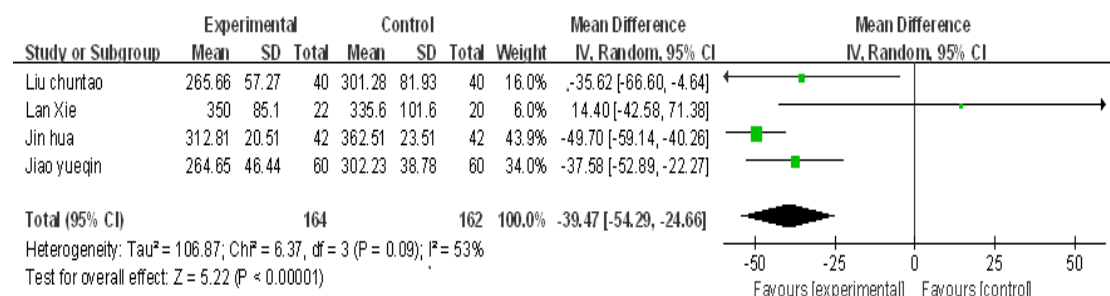 Experimental Control Mean Difference Mean Difference
Study or Subgroup Mean SD Total Mean SD Total Weight IV, Random, 95% CI IV, Random, 95% CI
Liu chuntao 265.66 57.27 40 301.28 81.93 40 16.0% -35.62 [-66.60, -4.64]
Lan Xie 350 85.1 22 335.6 101.6 20 6.0% 14.40 [-42.58, 71.38]
Jin hua 312.81 20.51 42 362.51 23.51 42 43.9% -49.70 [-59.14, -40.26]
Jiao yueqin 264.65 46.44 60 302.23 38.78 60 34.0% -37.58 [-52.89, -22.27]
Total (95% CI) 164 162 100.0% -39.47 [-54.29, -24.66]
Heterogeneity: Tau² = 106.87; Chi² = 6.37, df = 3 (P = 0.09); I² = 53%
Test for overall effect: Z = 5.22 (P < 0.00001)
-50 -25 0 25 50
Favours [experimental] Favours [control]